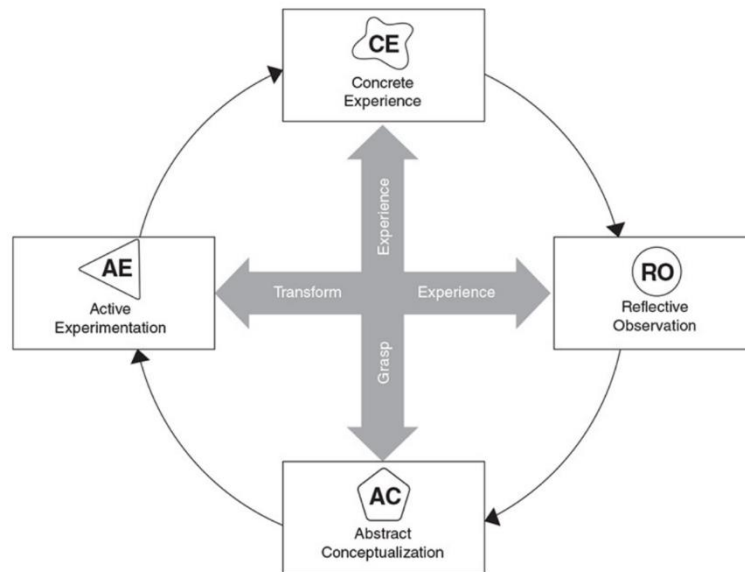 CE
Concrete
Experience
AE
Active
Experimentation
Transform
Experience
Experience
Grasp
RO
Reflective
Observation
AC
Abstract
Conceptualization